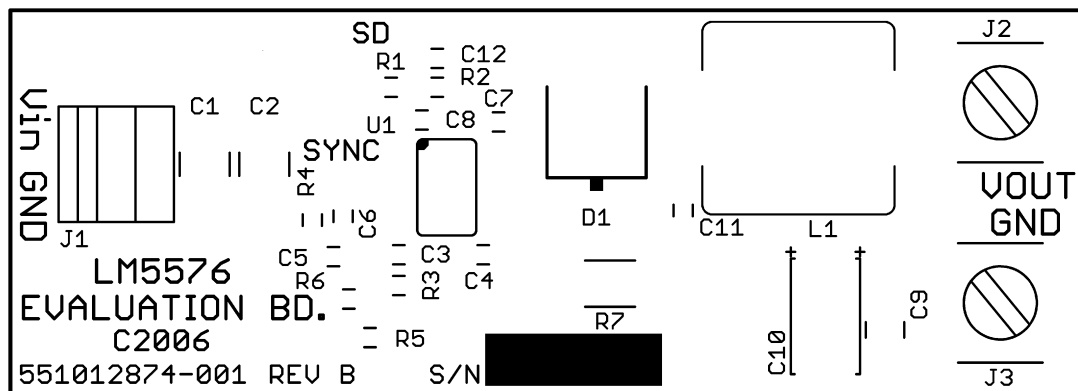 SD
J2
R1
C12
R2
Vin GND
C1
C2
C7
U1
C8
SYNC
R4
VOUT
GND
C6
D1
C11
L1
J1
C5
C3
C4
LM5576
R6
R3
EVALUATION BD.
C9
R7
C2006
R5
C10
551012874-001 REV B
S/N
J3